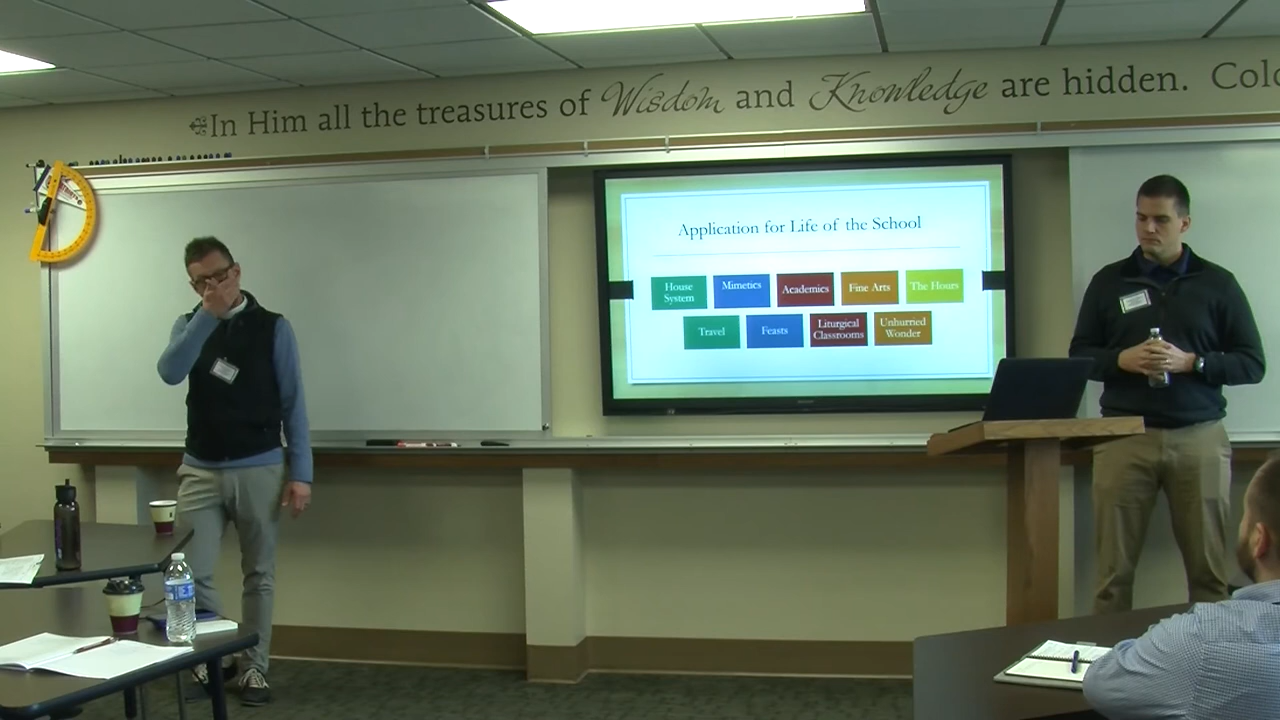 In Him all the treasures of Wisdom and Knowledge are hidden. Colo
Application for Life of the School
House System
Mimetics
Academics
Fine Arts
The Hours
Travel
Feasts
Liturgical Classrooms
Unhurried Wonder